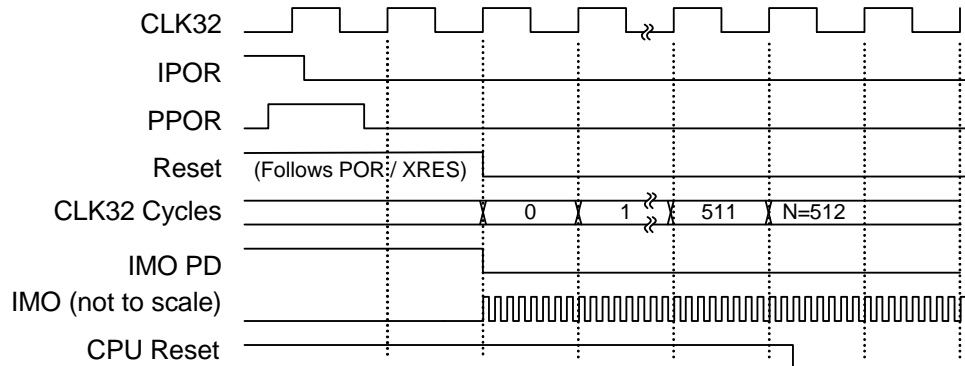 CLK32
IPOR
PPOR
Reset (Follows POR / XRES)
CLK32 Cycles 0 1 511 N=512
IMO PD
IMO (not to scale)
CPU Reset